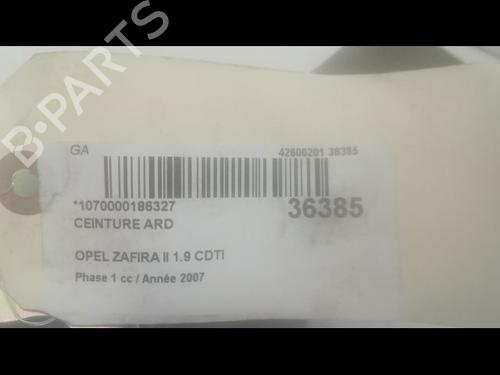 B-PARTS
GA
42600201 36385
*1070000186327
36385
CEINTURE ARD
OPEL ZAFIRA II 1.9 CDTI
Phase 1 cc / Année 2007